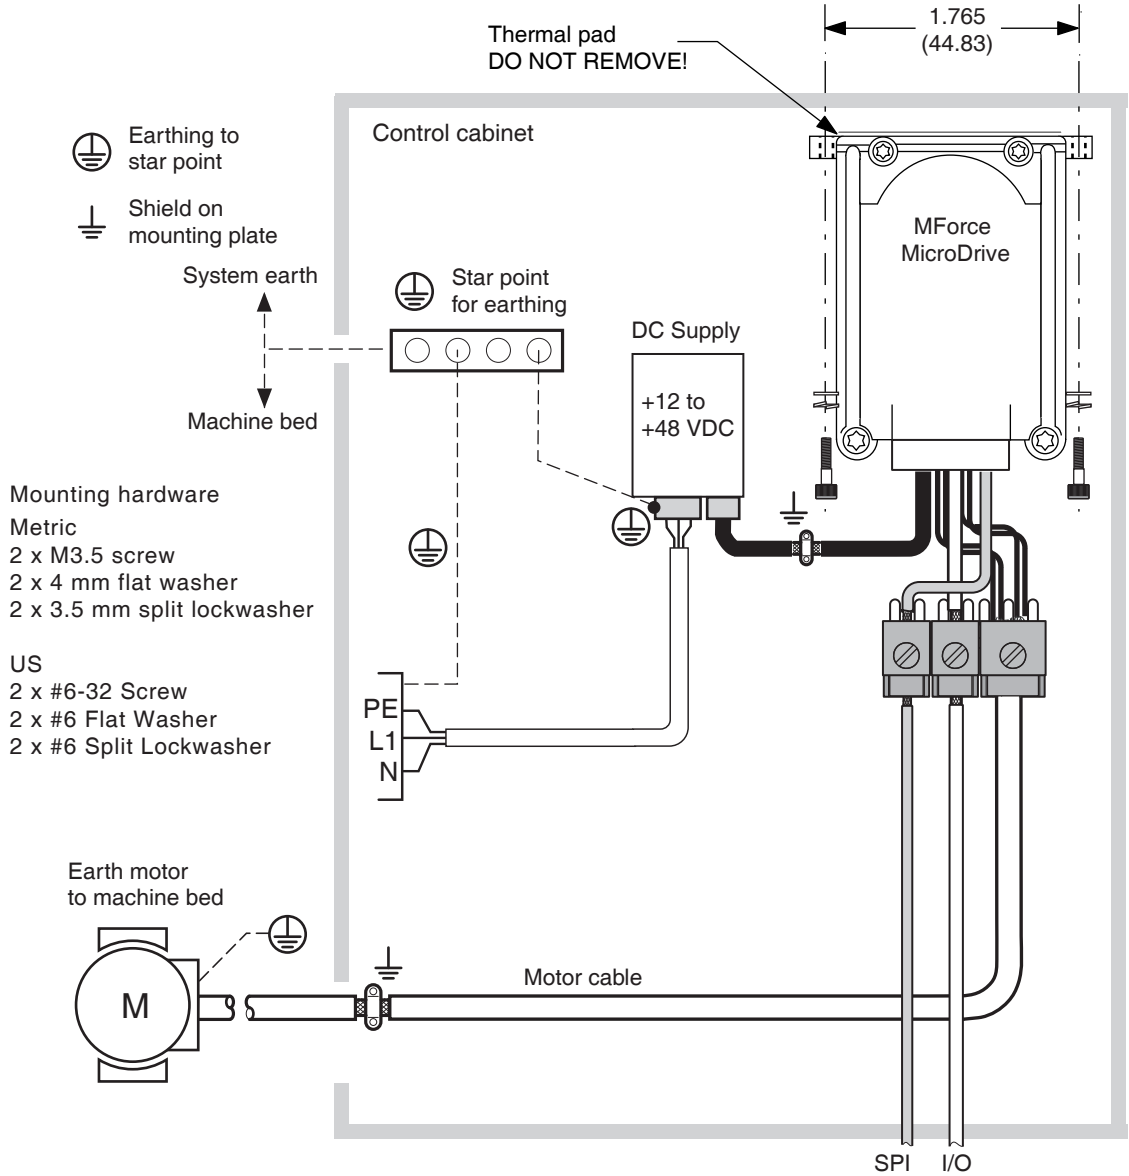 1.765
(44.83)
Thermal pad
DO NOT REMOVE!
Control cabinet
Earthing to
star point
Shield on
mounting plate
System earth
Machine bed
Star point
for earthing
DC Supply
+12 to
+48 VDC
MForce
MicroDrive
Mounting hardware
Metric
2 x M3.5 screw
2 x 4 mm flat washer
2 x 3.5 mm split lockwasher
US
2 x #6-32 Screw
2 x #6 Flat Washer
2 x #6 Split Lockwasher
PE
L1
N
Earth motor
to machine bed
M
Motor cable
SPI
I/O